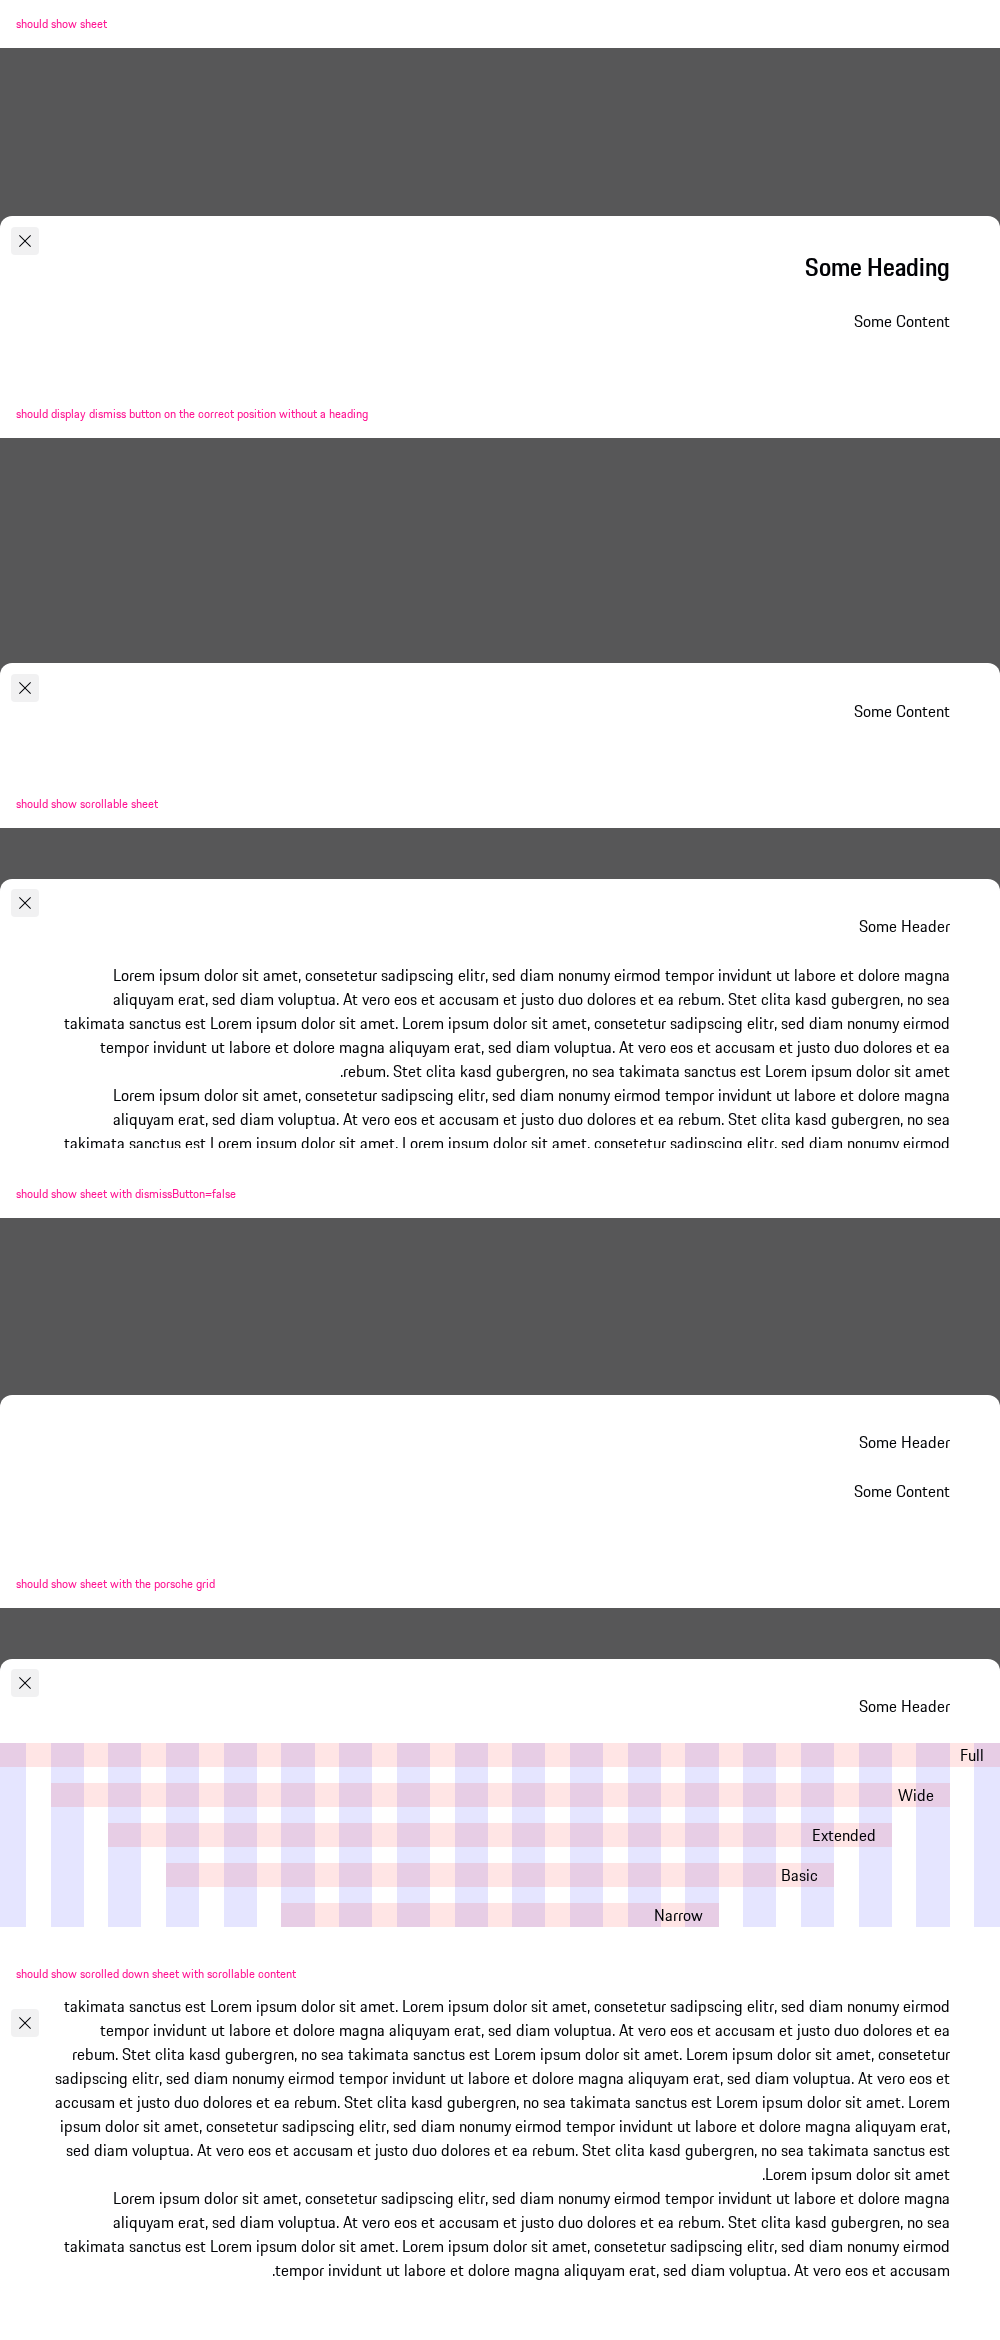 should show sheet
Some Heading
Some Content
should display dismiss button on the correct position without a heading
Some Content
should show scrollable sheet
Some Header
Lorem ipsum dolor sit amet, consetetur sadipscing elitr, sed diam nonumy eirmod tempor invidunt ut labore et dolore magna
aliquyam erat, sed diam voluptua. At vero eos et accusam et justo duo dolores et ea rebum. Stet clita kasd gubergren, no sea
takimata sanctus est Lorem ipsum dolor sit amet. Lorem ipsum dolor sit amet, consetetur sadipscing elitr, sed diam nonumy eirmod
tempor invidunt ut labore et dolore magna aliquyam erat, sed diam voluptua. At vero eos et accusam et justo duo dolores et ea
.rebum. Stet clita kasd gubergren, no sea takimata sanctus est Lorem ipsum dolor sit amet
Lorem ipsum dolor sit amet, consetetur sadipscing elitr, sed diam nonumy eirmod tempor invidunt ut labore et dolore magna
aliquyam erat, sed diam voluptua. At vero eos et accusam et justo duo dolores et ea rebum. Stet clita kasd gubergren, no sea
takimata sanctus est Lorem ipsum dolor sit amet. Lorem ipsum dolor sit amet, consetetur sadipscing elitr, sed diam nonumy eirmod
should show sheet with dismissButton=false
Some Header
Some Content
should show sheet with the porsche grid
Some Header
Full
Wide
Extended
Basic
Narrow
should show scrolled down sheet with scrollable content
takimata sanctus est Lorem ipsum dolor sit amet. Lorem ipsum dolor sit amet, consetetur sadipscing elitr, sed diam nonumy eirmod
tempor invidunt ut labore et dolore magna aliquyam erat, sed diam voluptua. At vero eos et accusam et justo duo dolores et ea
rebum. Stet clita kasd gubergren, no sea takimata sanctus est Lorem ipsum dolor sit amet. Lorem ipsum dolor sit amet, consetetur
sadipscing elitr, sed diam nonumy eirmod tempor invidunt ut labore et dolore magna aliquyam erat, sed diam voluptua. At vero eos et
accusam et justo duo dolores et ea rebum. Stet clita kasd gubergren, no sea takimata sanctus est Lorem ipsum dolor sit amet. Lorem
ipsum dolor sit amet, consetetur sadipscing elitr, sed diam nonumy eirmod tempor invidunt ut labore et dolore magna aliquyam erat,
sed diam voluptua. At vero eos et accusam et justo duo dolores et ea rebum. Stet clita kasd gubergren, no sea takimata sanctus est
.Lorem ipsum dolor sit amet
Lorem ipsum dolor sit amet, consetetur sadipscing elitr, sed diam nonumy eirmod tempor invidunt ut labore et dolore magna
aliquyam erat, sed diam voluptua. At vero eos et accusam et justo duo dolores et ea rebum. Stet clita kasd gubergren, no sea
takimata sanctus est Lorem ipsum dolor sit amet. Lorem ipsum dolor sit amet, consetetur sadipscing elitr, sed diam nonumy eirmod
.tempor invidunt ut labore et dolore magna aliquyam erat, sed diam voluptua. At vero eos et accusam